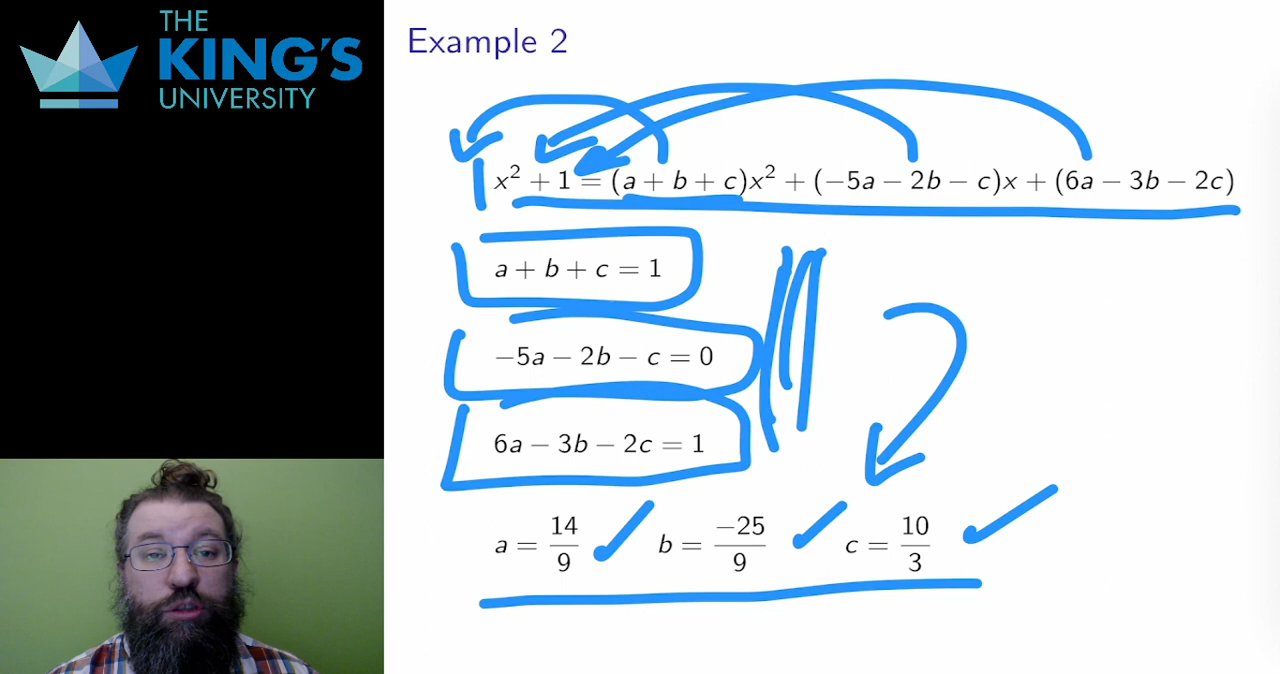 THE
KING'S
UNIVERSITY
Example 2
x² + 1 = (a + b + c)x² + (−5a − 2b − c)x + (6a − 3b − 2c)
a + b + c = 1
−5a − 2b − c = 0
6a − 3b − 2c = 1
a = 14/9 b = −25/9 c = 10/3